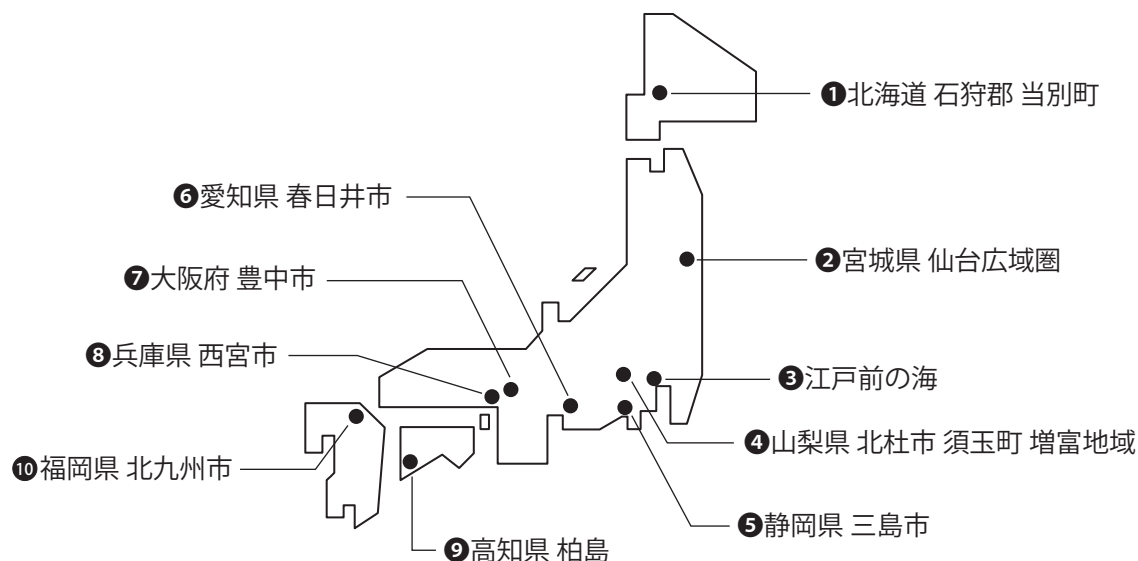 ❶北海道 石狩郡 当別町
❷宮城県 仙台広域圏
❸江戸前の海
❹山梨県 北杜市 須玉町 増富地域
❺静岡県 三島市
❻愛知県 春日井市
❼大阪府 豊中市
❽兵庫県 西宮市
❾高知県 柏島
❿福岡県 北九州市